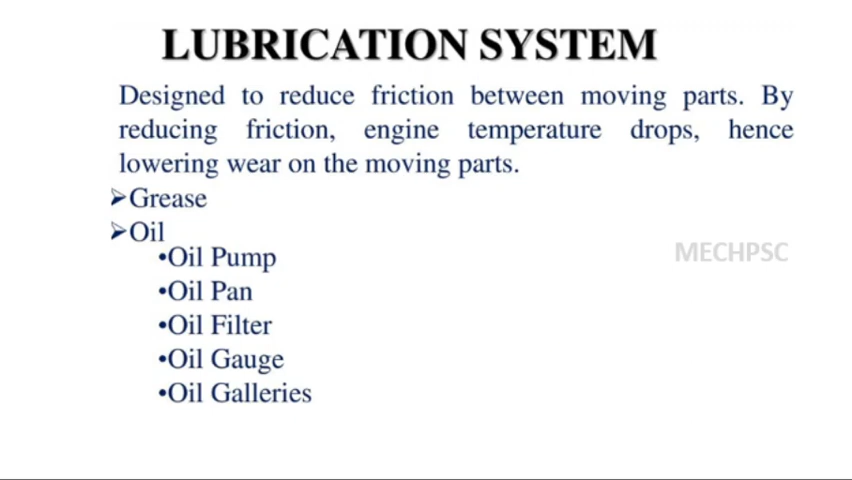 LUBRICATION SYSTEM
Designed to reduce friction between moving parts. By
reducing friction, engine temperature drops, hence
lowering wear on the moving parts.
➢Grease
➢Oil
•Oil Pump
MECHPSC
•Oil Pan
•Oil Filter
•Oil Gauge
•Oil Galleries